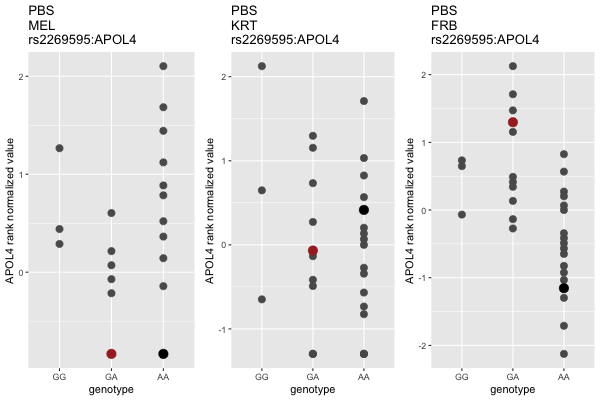 PBS
MEL
rs2269595:APOL4
APOL4 rank normalized value
2
1
0
GG
GA
AA
genotype
PBS
KRT
rs2269595:APOL4
APOL4 rank normalized value
2
1
0
-1
GG
GA
AA
genotype
PBS
FRB
rs2269595:APOL4
APOL4 rank normalized value
2
1
0
-1
-2
GG
GA
AA
genotype